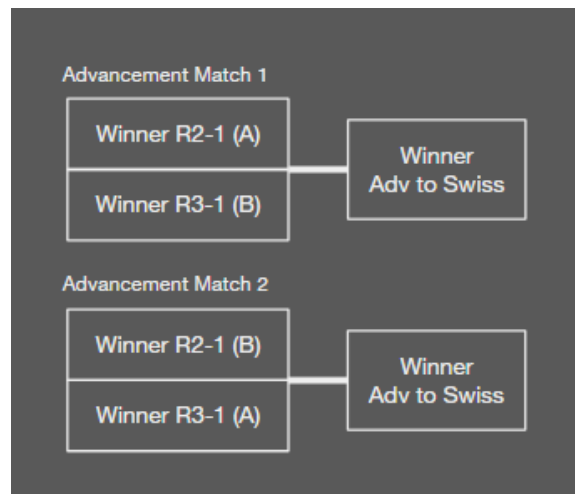 Advancement Match 1
Winner R2-1 (A)
Winner R3-1 (B)
Winner
Adv to Swiss
Advancement Match 2
Winner R2-1 (B)
Winner R3-1 (A)
Winner
Adv to Swiss